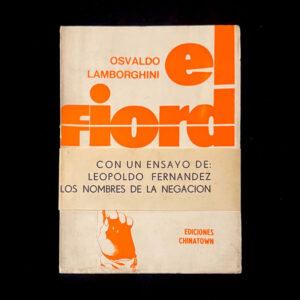 OSVALDO
LAMBORGHINI
el
fiord
CON UN ENSAYO DE:
LEOPOLDO FERNANDEZ
LOS NOMBRES DE LA NEGACION
EDICIONES
CHINATOWN